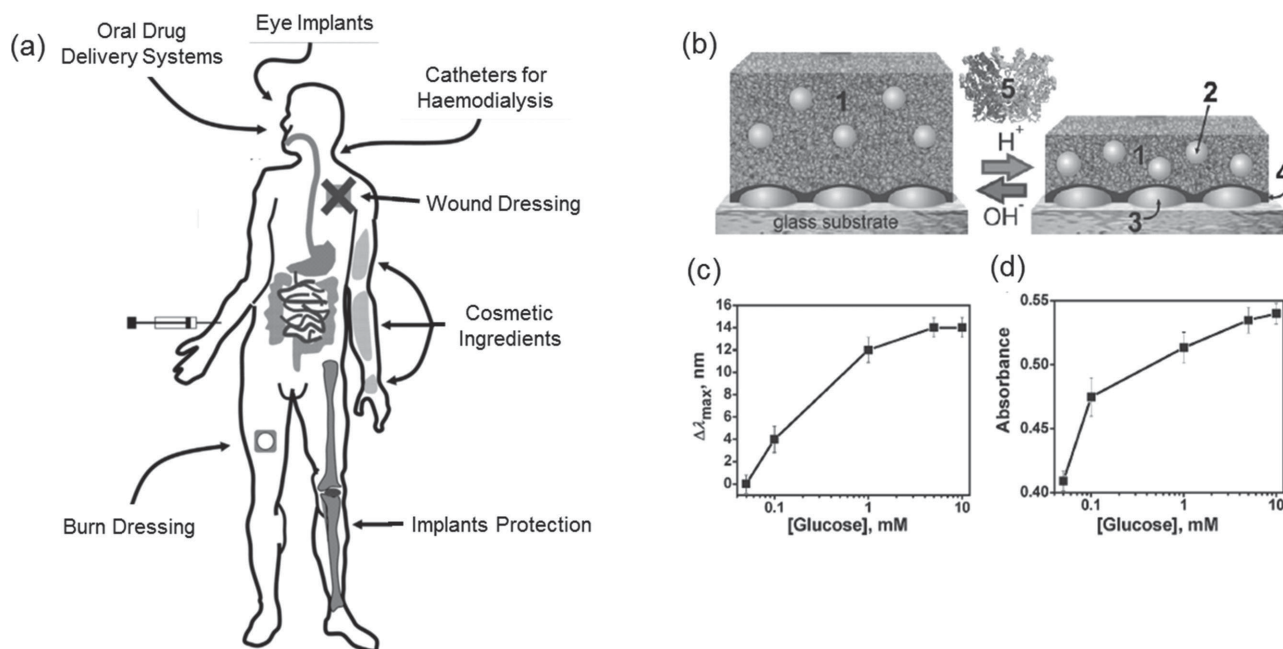 (a)
Oral Drug
Delivery Systems
Eye Implants
Catheters for
Haemodialysis
Wound Dressing
Cosmetic
Ingredients
Burn Dressing
Implants Protection
(b)
1
5
H+
OH-
2
1
4
3
glass substrate
(c)
16
14
12
10
8
6
4
2
0
Δλmax, nm
0.1
1
10
[Glucose], mM
(d)
0.55
0.50
0.45
0.40
Absorbance
0.1
1
10
[Glucose], mM